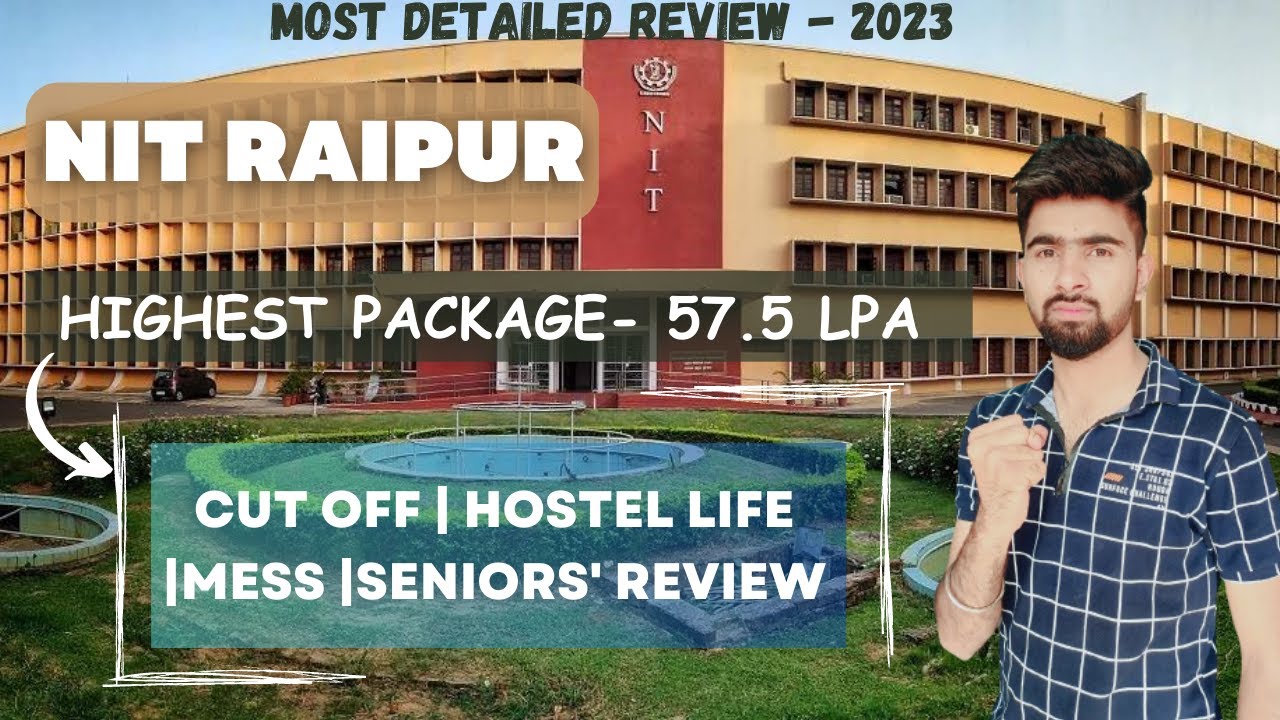 MOST DETAILED REVIEW - 2023
NIT RAIPUR
NIT
HIGHEST PACKAGE- 57.5 LPA
CUT OFF | HOSTEL LIFE
|MESS |SENIORS' REVIEW